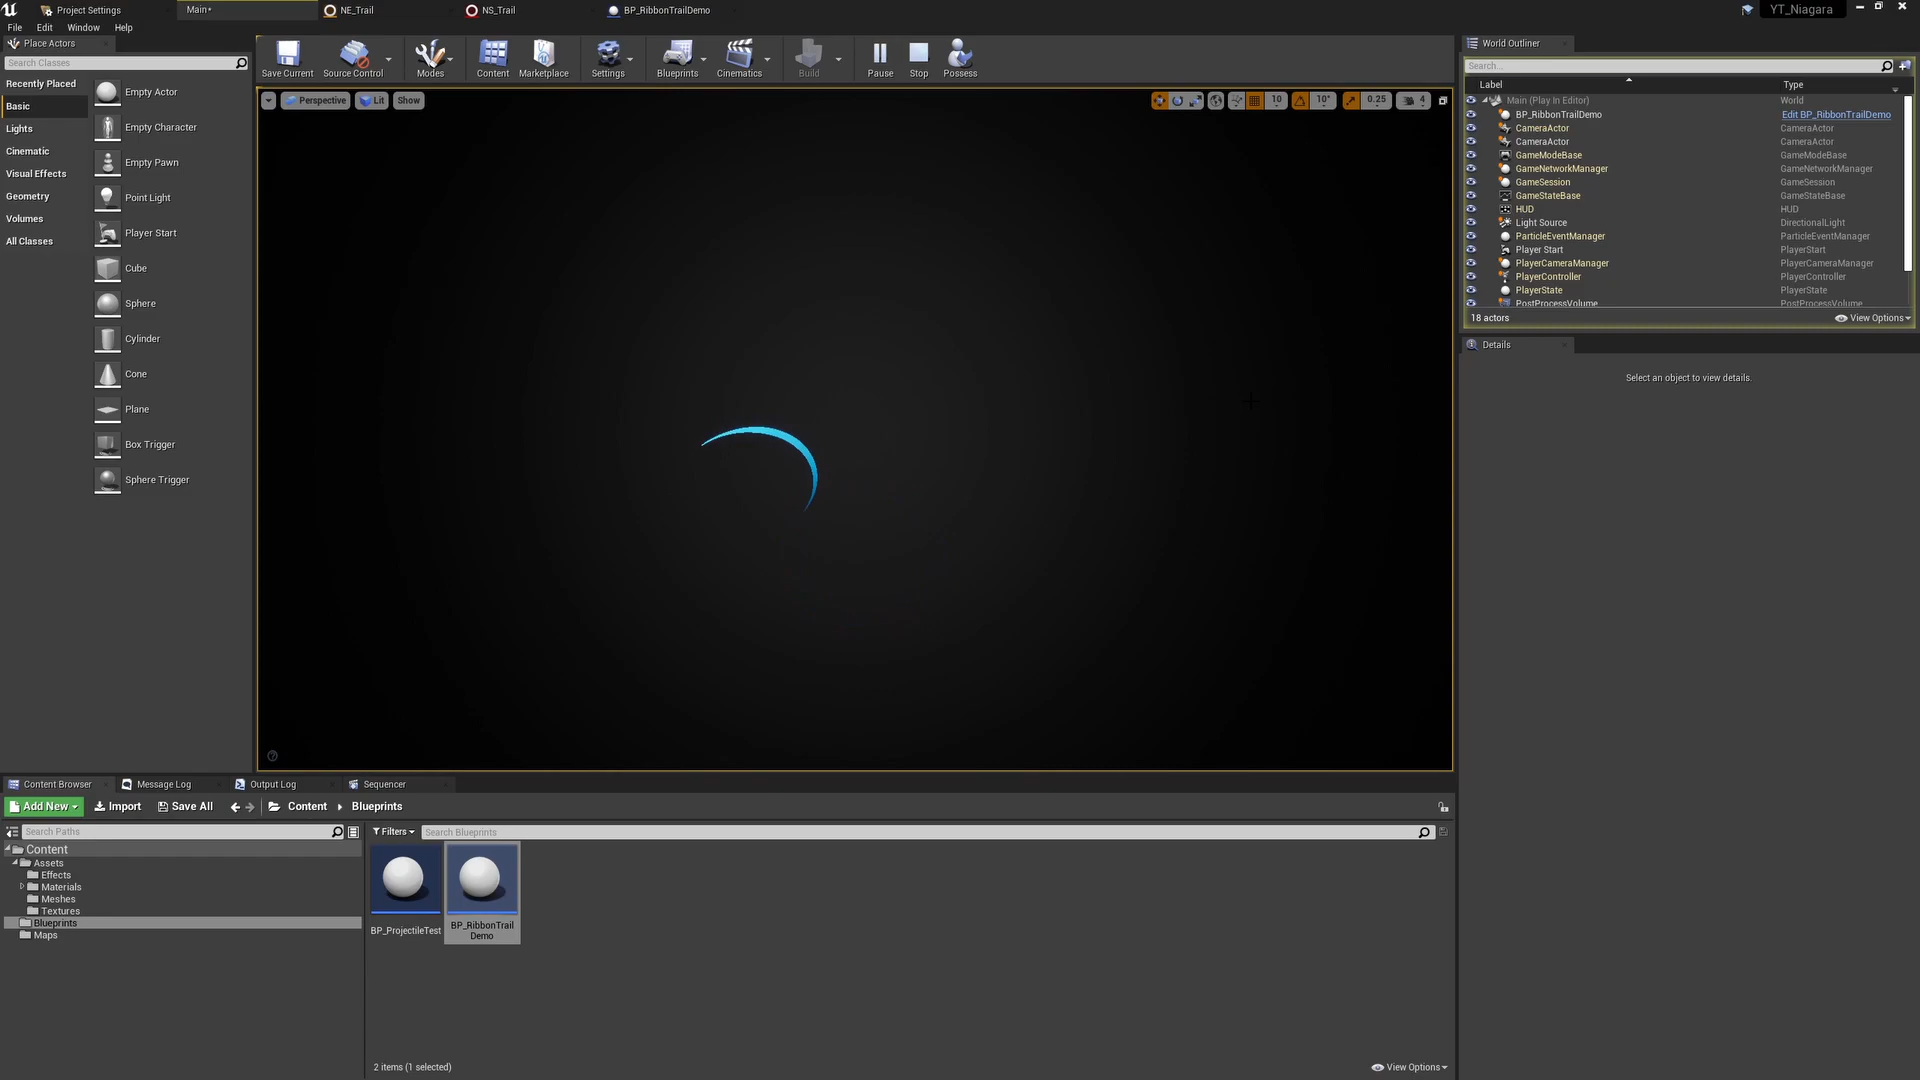 Project Settings
Main*
NE_Trail
NS_Trail
BP_RibbonTrailDemo
YT_Niagara
File Edit Window Help
Place Actors
Search Classes
Recently Placed
Basic
Lights
Cinematic
Visual Effects
Geometry
Volumes
All Classes
Empty Actor
Empty Character
Empty Pawn
Point Light
Player Start
Cube
Sphere
Cylinder
Cone
Plane
Box Trigger
Sphere Trigger
Save Current
Source Control
Modes
Content
Marketplace
Settings
Blueprints
Cinematics
Build
Pause
Stop
Possess
Perspective
Lit
Show
10
10°
0.25
4
World Outliner
Search...
Label Type
Main (Play In Editor) World
BP_RibbonTrailDemo Edit BP_RibbonTrailDemo
CameraActor CameraActor
CameraActor CameraActor
GameModeBase GameModeBase
GameNetworkManager GameNetworkManager
GameSession GameSession
GameStateBase GameStateBase
HUD HUD
Light Source DirectionalLight
ParticleEventManager ParticleEventManager
Player Start PlayerStart
PlayerCameraManager PlayerCameraManager
PlayerController PlayerController
PlayerState PlayerState
PostProcessVolume PostProcessVolume
18 actors View Options
Details
Select an object to view details.
Content Browser
Message Log
Output Log
Sequencer
Add New
Import
Save All
Content
Blueprints
Search Paths
Filters
Search Blueprints
Content
Assets
Effects
Materials
Meshes
Textures
Blueprints
Maps
BP_ProjectileTest
BP_RibbonTrail
Demo
2 items (1 selected)
View Options